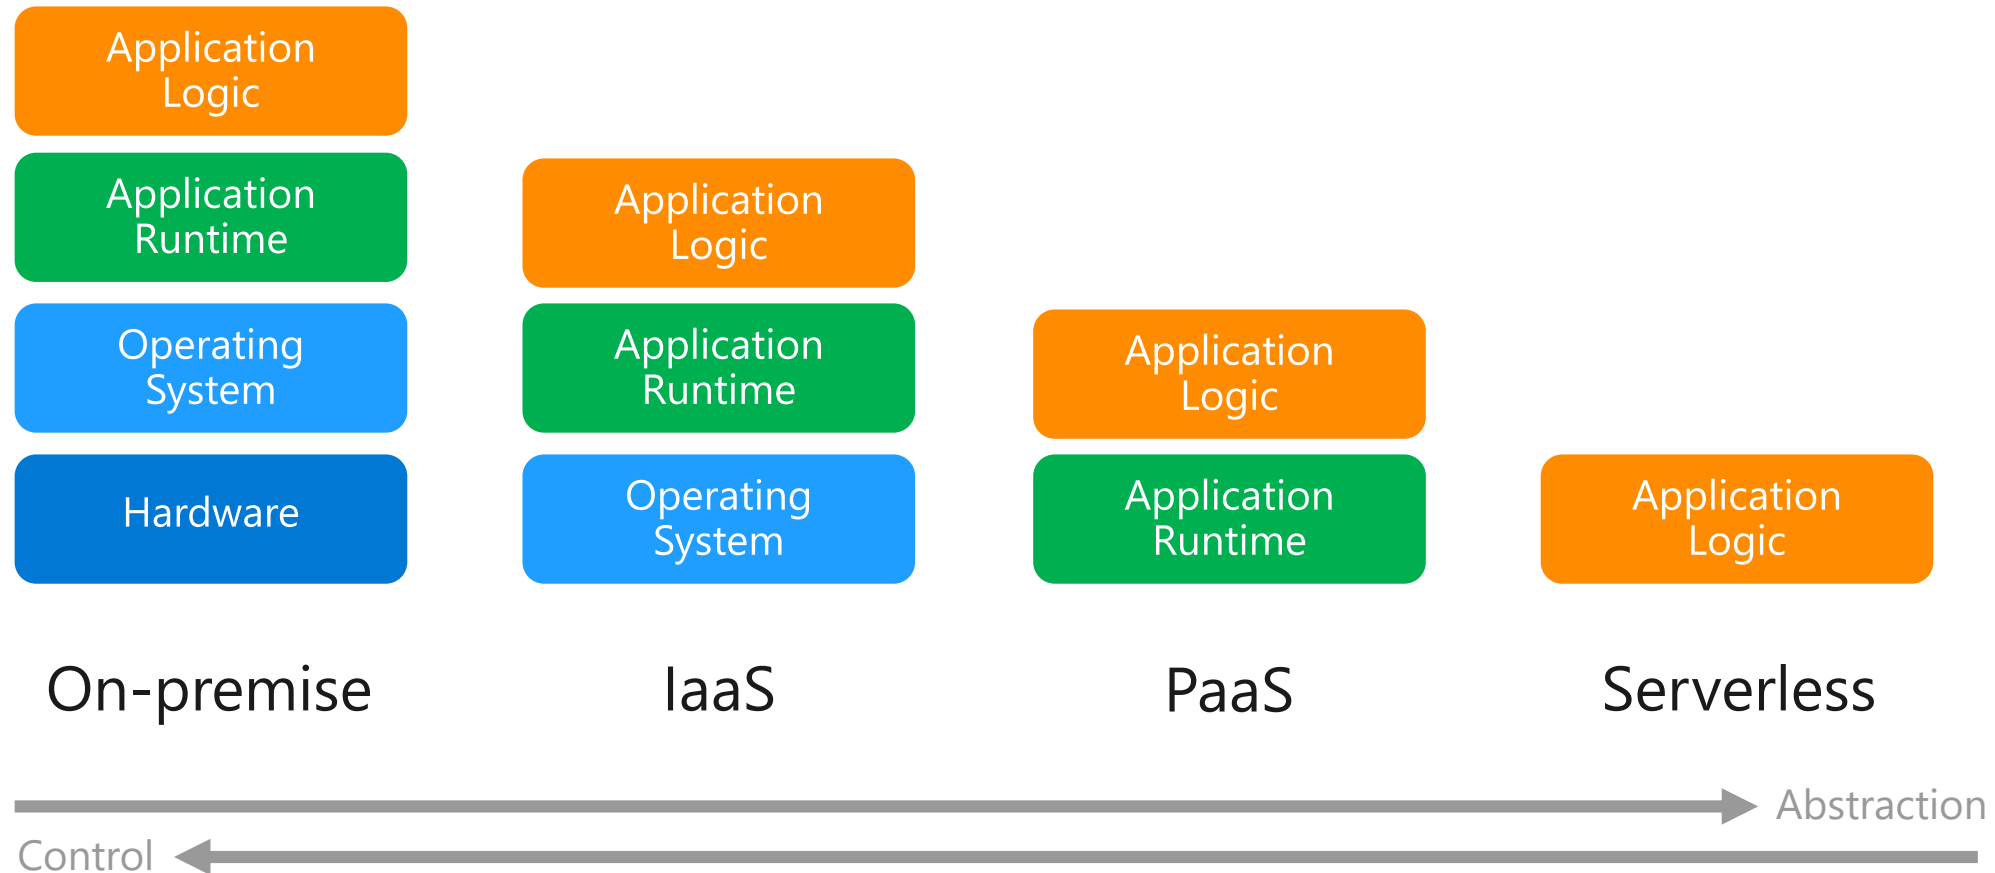 Application
Logic
Application
Runtime
Operating
System
Hardware
On-premise
Application
Logic
Application
Runtime
Operating
System
IaaS
Application
Logic
Application
Runtime
PaaS
Application
Logic
Serverless
Abstraction
Control